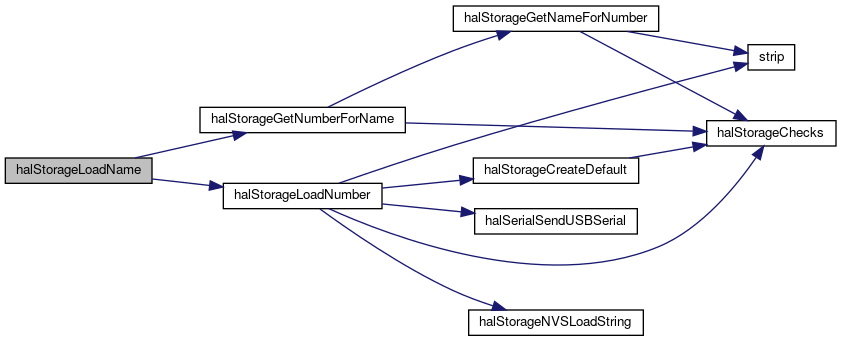 halStorageGetNameForNumber
strip
halStorageGetNumberForName
halStorageChecks
halStorageLoadName
halStorageCreateDefault
halStorageLoadNumber
halSerialSendUSBSerial
halStorageNVSLoadString